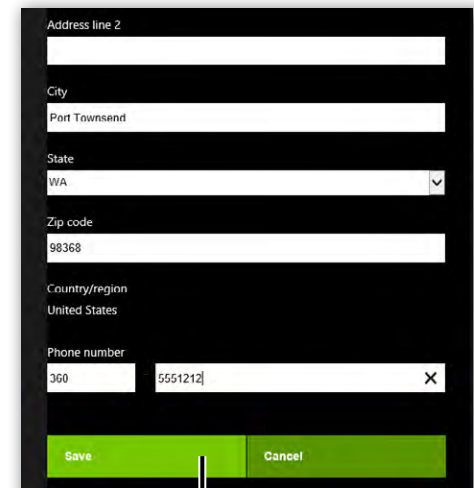 Address line 2
City
Port Townsend
State
WA
Zip code
98368
Country/region
United States
Phone number
360 5551212
Save Cancel